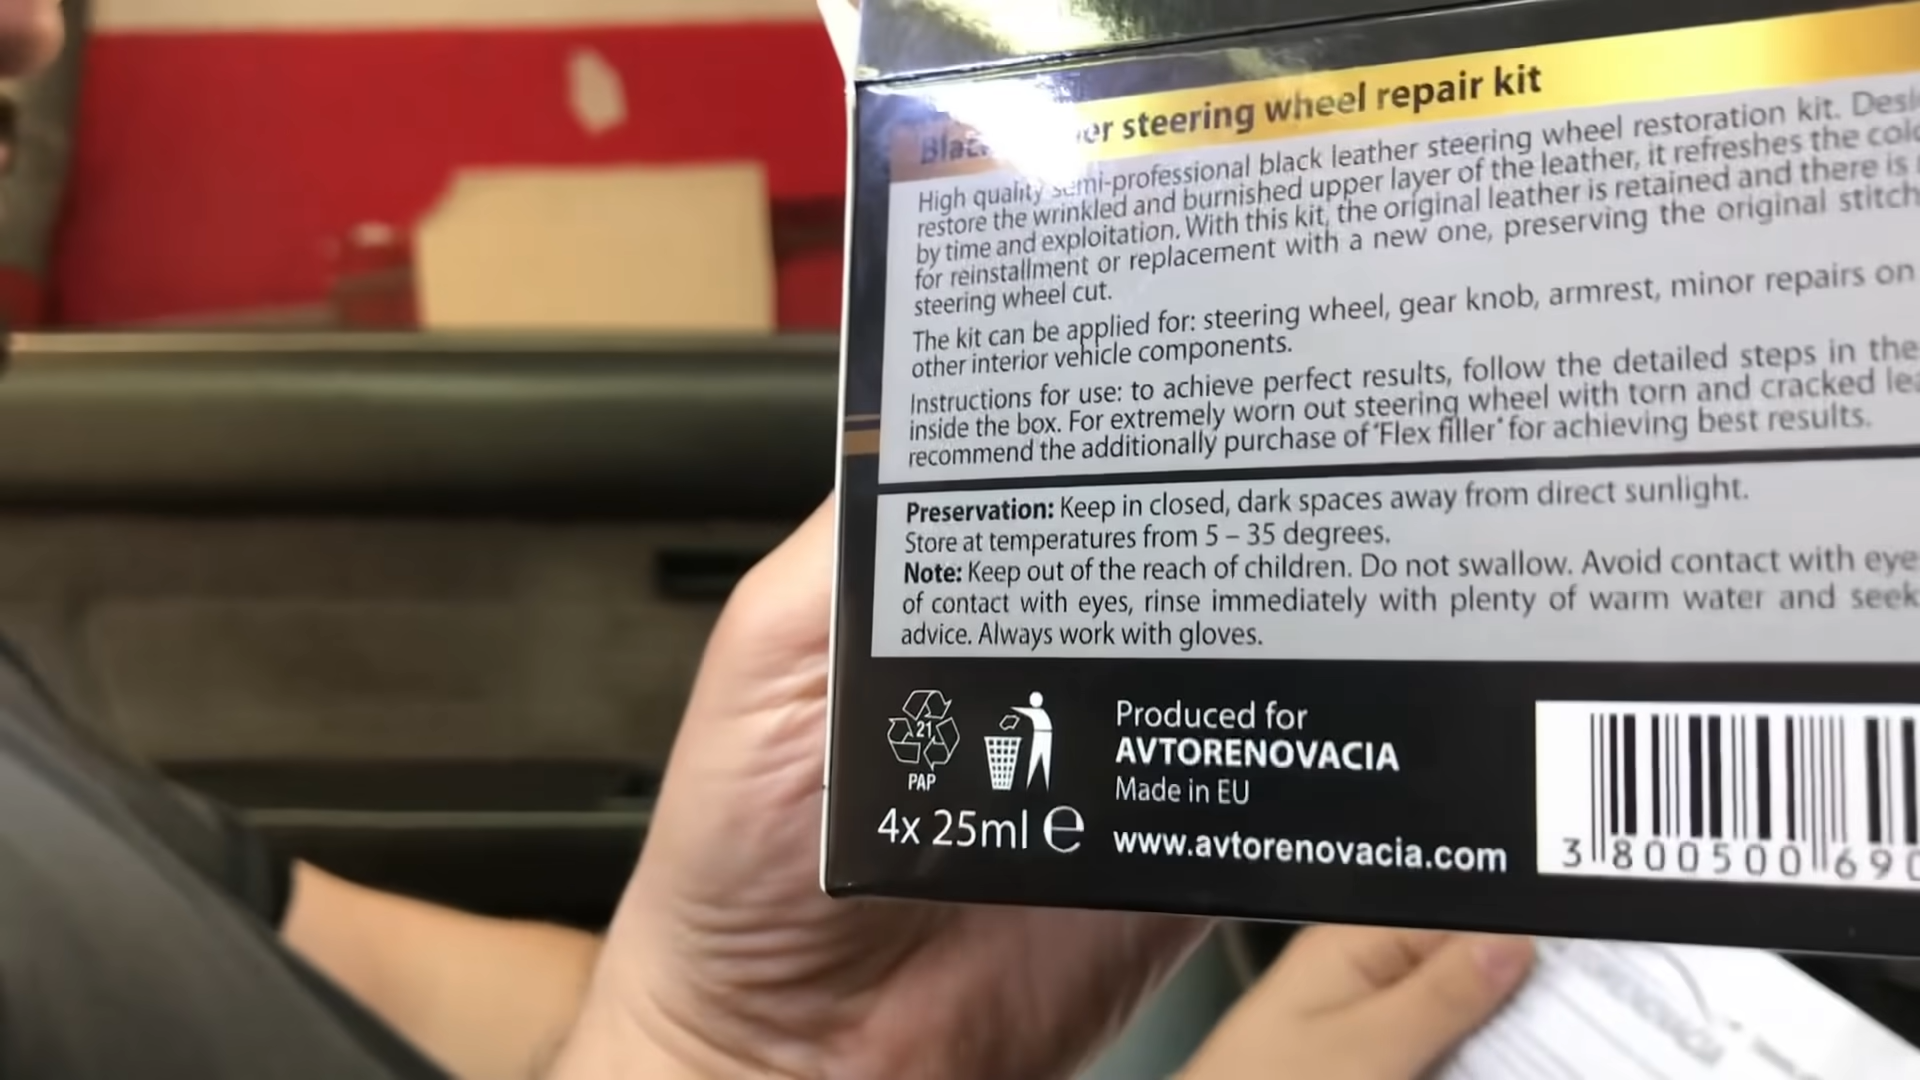 steering wheel repair kit
High quality semi-professional black leather steering wheel restoration kit.
restore the wrinkled and burnished upper layer of the leather, it refreshes the
by time and exploitation. With this kit, the original leather is retained and there is
for reinstallment or replacement with a new one, preserving the original
steering wheel cut.
The kit can be applied for: steering wheel, gear knob, armrest, minor repairs on
other interior vehicle components.
Instructions for use: to achieve perfect results, follow the detailed steps in the
inside the box. For extremely worn out steering wheel with torn and cracked
recommend the additionally purchase of "Flex filler" for achieving best results.
Preservation: Keep in closed, dark spaces away from direct sunlight.
Store at temperatures from 5 – 35 degrees.
Note: Keep out of the reach of children. Do not swallow. Avoid contact with
of contact with eyes, rinse immediately with plenty of warm water and seek
advice. Always work with gloves.
21
PAP
4x 25ml e
Produced for
AVTORENOVACIA
Made in EU
www.avtorenovacia.com
3 800500 690